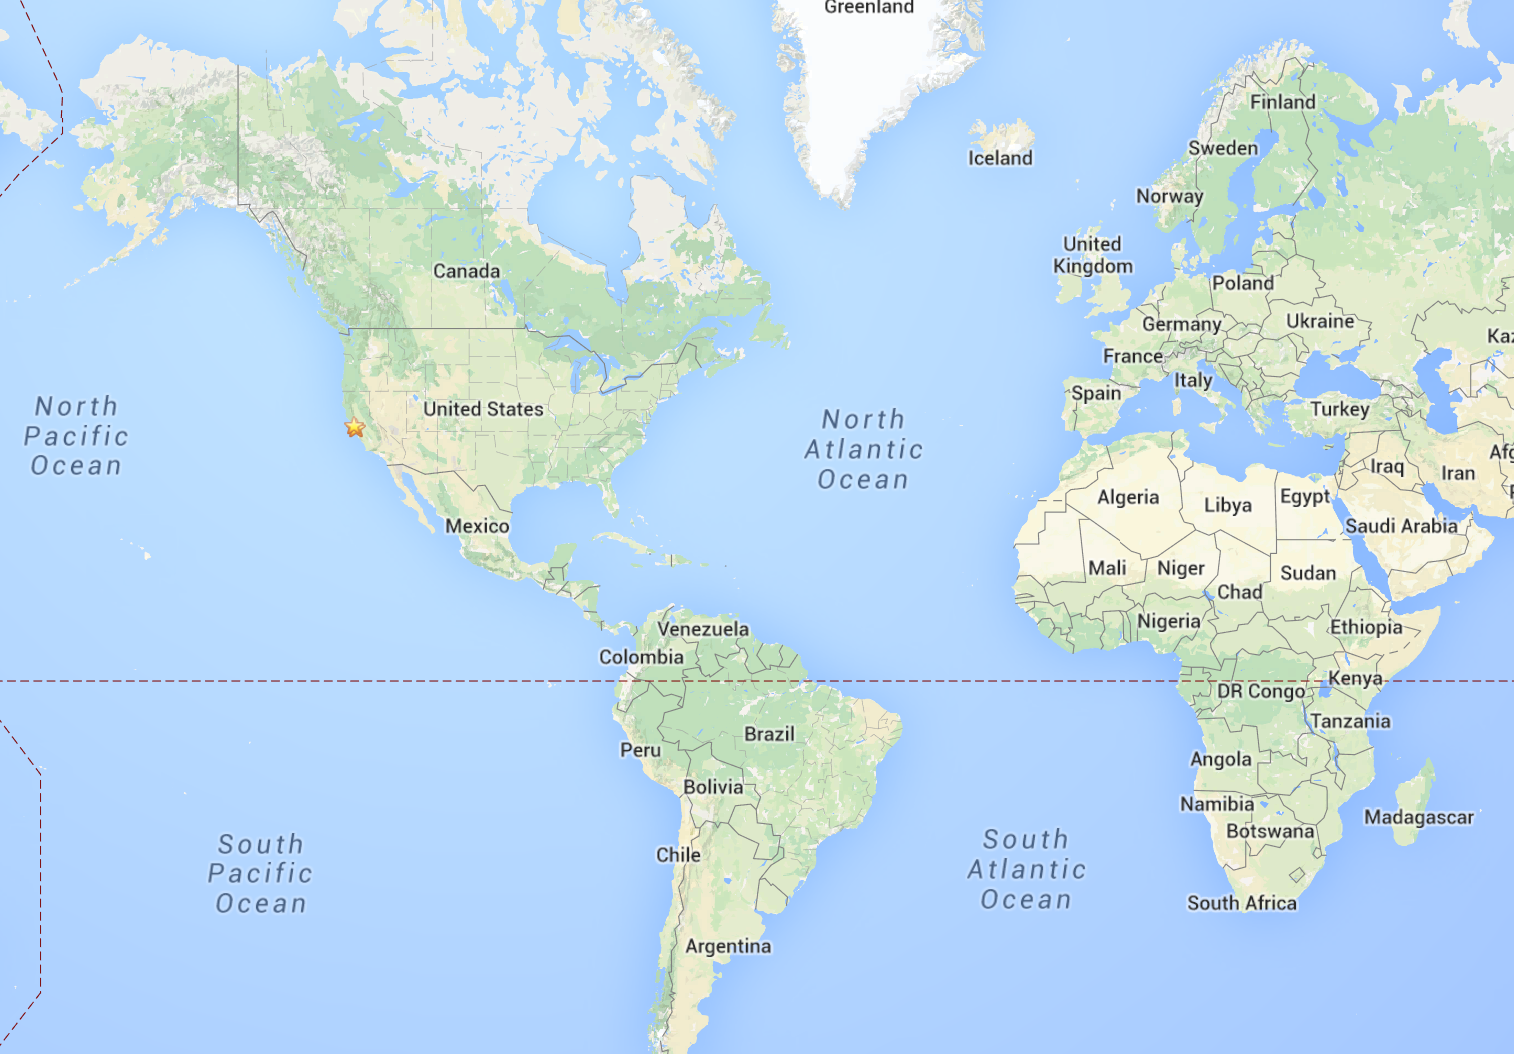 Greenland
Finland
Sweden
Iceland
Norway
United
Kingdom
Canada
Poland
Ukraine
Germany
Kaz
France
Italy
Spain
United States
Turkey
North
Pacific
Ocean
North
Atlantic
Ocean
Afg
Iraq
Iran
Algeria
Libya
Egypt
Mexico
Saudi Arabia
Mali
Niger
Sudan
Chad
Nigeria
Ethiopia
Venezuela
Colombia
Kenya
DR Congo
Tanzania
Brazil
Peru
Angola
Bolivia
Namibia
Madagascar
Botswana
South
Pacific
Ocean
South
Atlantic
Ocean
Chile
South Africa
Argentina